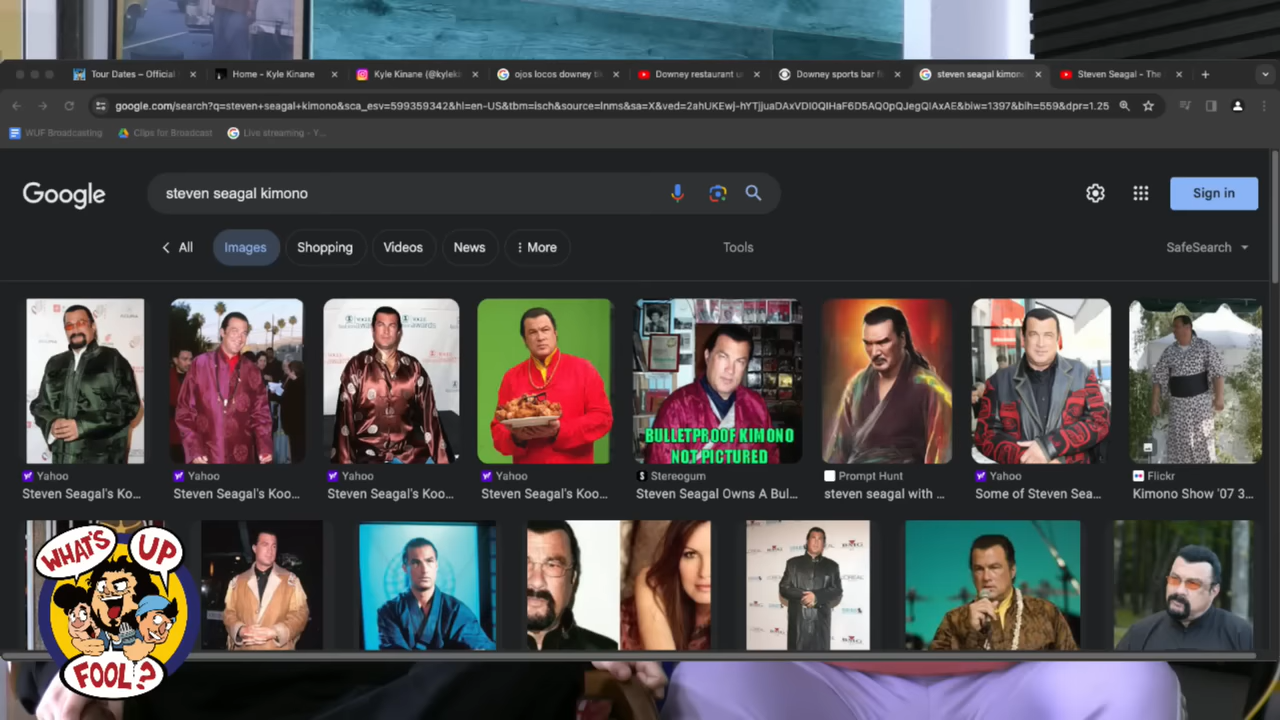 Tour Dates – Official
Home - Kyle Kinane
Kyle Kinane (@kyleki
ojos locos downey
Downey restaurant
Downey sports bar f
steven seagal kimono
Steven Seagal - The
google.com/search?q=steven+seagal+kimono&sca_esv=599359342&hl=en-US&tbm=isch&source=lnms&sa=X&ved=2ahUKEwj-hYTjjuaDAxVDI0QIHaF6D5AQ0pQJegQIAxAE&biw=1397&bih=559&dpr=1.25
WUF Broadcasting
Clips for Broadcast
Live streaming - Y...
Google
steven seagal kimono
Sign in
All
Images
Shopping
Videos
News
More
Tools
SafeSearch
BULLETPROOF KIMONO
NOT PICTURED
Yahoo
Steven Seagal's Ko...
Yahoo
Steven Seagal's Koo...
Yahoo
Steven Seagal's Koo...
Yahoo
Steven Seagal's Koo...
Stereogum
Steven Seagal Owns A Bul...
Prompt Hunt
steven seagal with ...
Yahoo
Some of Steven Sea...
Flickr
Kimono Show '07 3...
WHAT'S
UP
FOOL?